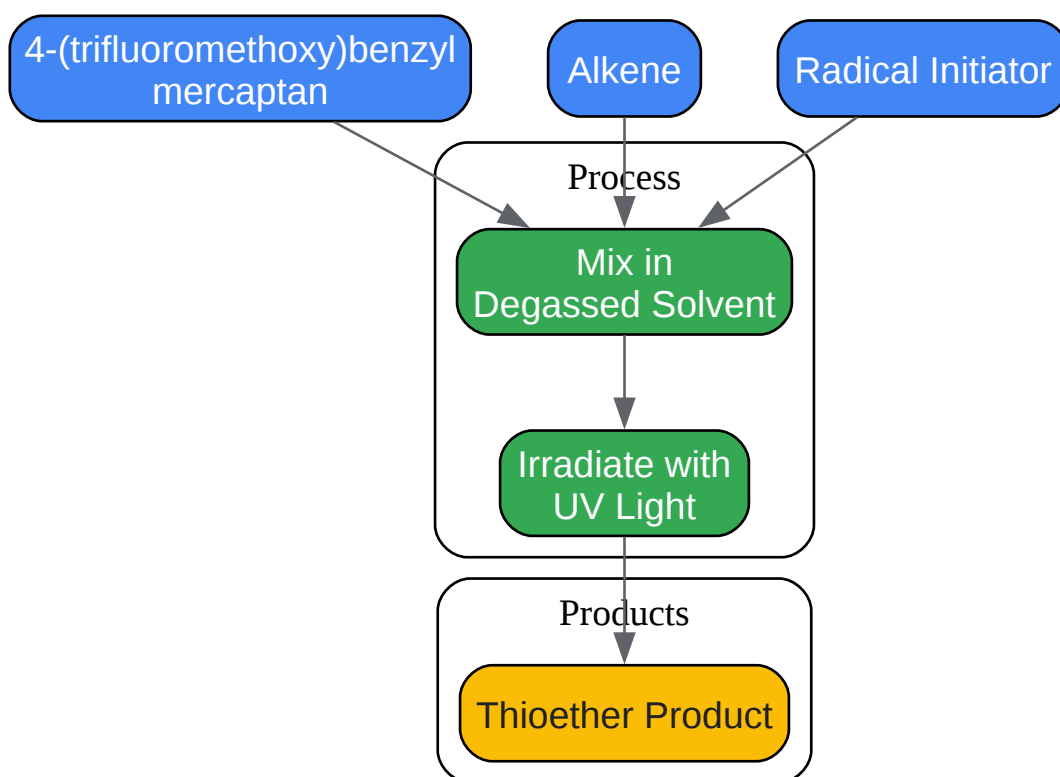 4-(trifluoromethoxy)benzyl
mercaptan
Alkene
Radical Initiator
Process
Mix in
Degassed Solvent
Irradiate with
UV Light
Products
Thioether Product